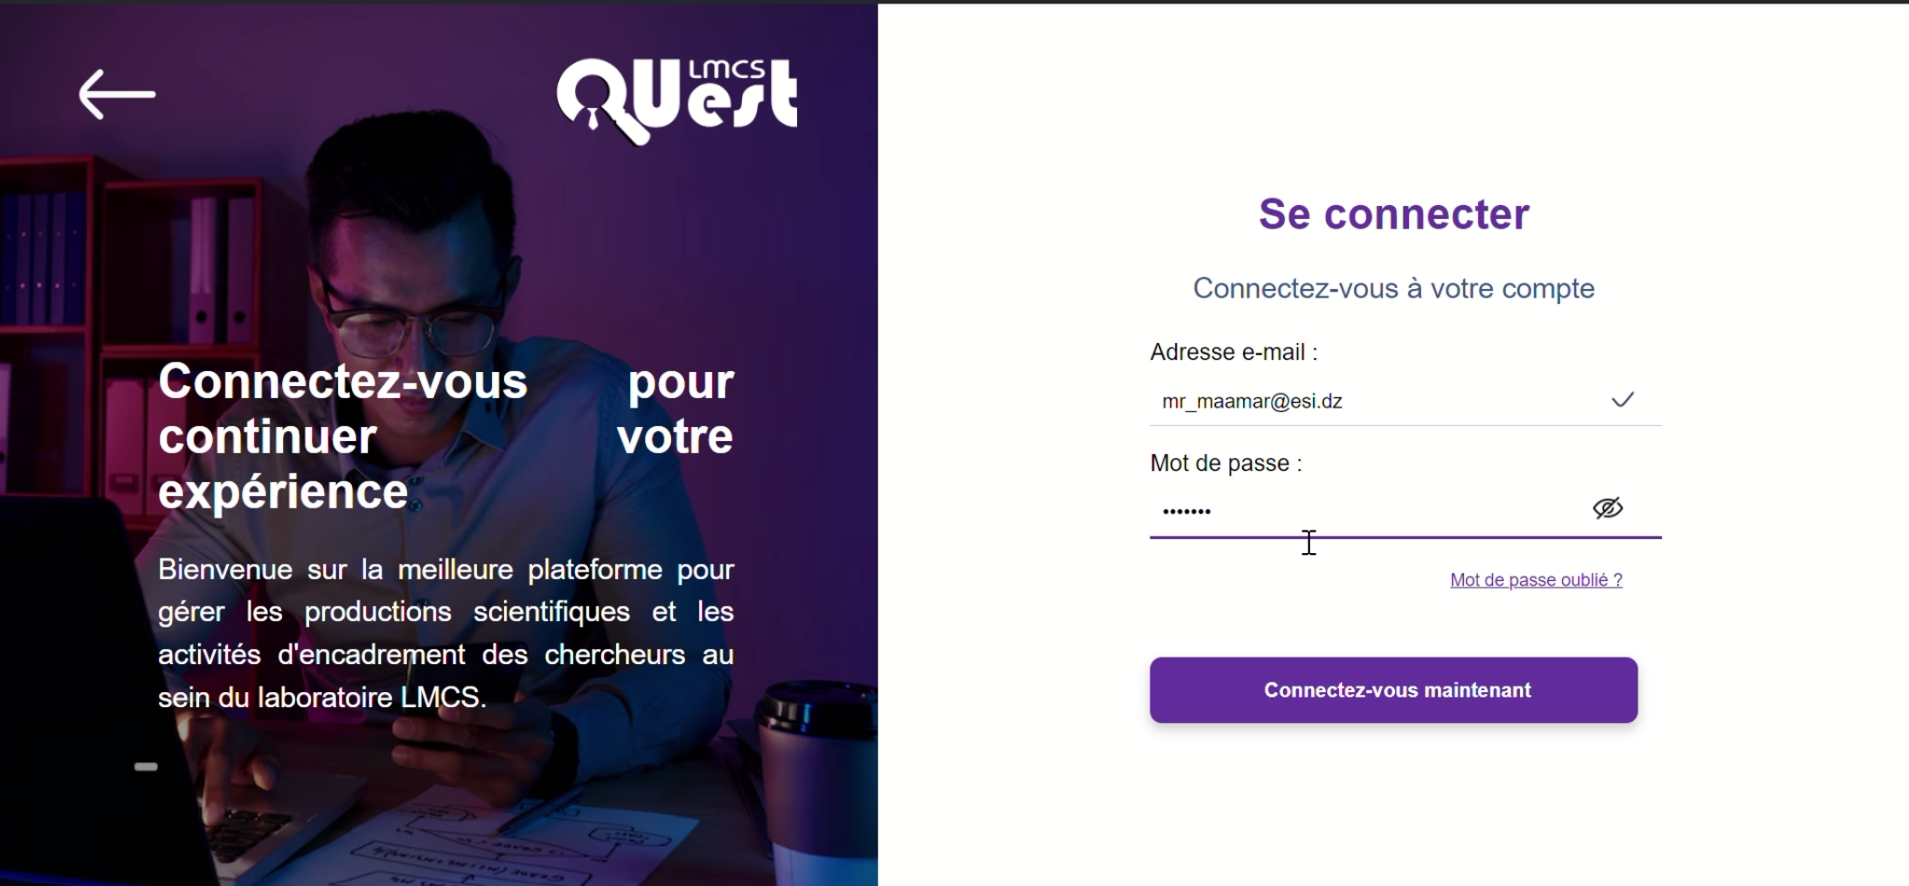 LMCS
QUest
Connectez-vous pour
continuer votre
expérience
Bienvenue sur la meilleure plateforme pour
gérer les productions scientifiques et les
activités d'encadrement des chercheurs au
sein du laboratoire LMCS.
Se connecter
Connectez-vous à votre compte
Adresse e-mail :
mr_maamar@esi.dz
Mot de passe :
•••••••
Mot de passe oublié ?
Connectez-vous maintenant